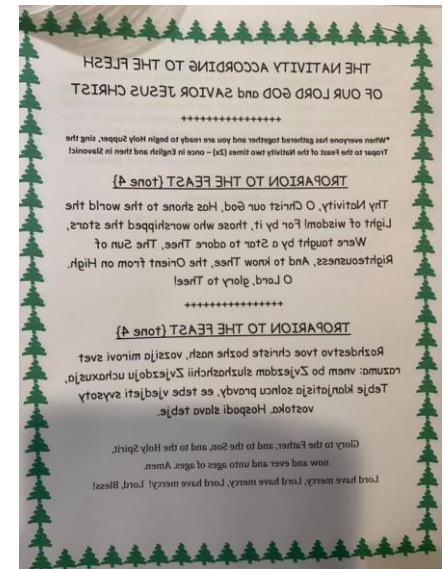 THE NATIVITY ACCORDING TO THE FLESH
OF OUR LORD GOD and SAVIOR JESUS CHRIST
++++++++++++++++
*When everyone has gathered together and you are ready to begin Holy Supper, sing the
Tropar to the Feast of the Nativity two times (2x) – once in English and then in Slavonic!
TROPARION TO THE FEAST {tone 4}
Thy Nativity, O Christ our God, Has shone to the world the
Light of wisdom! For by it, those who worshipped the stars,
Were taught by a Star to adore Thee, The Sun of
Righteousness, And to know Thee, the Orient from on High.
O Lord, glory to Thee!
++++++++++++++++
TROPARION TO THE FEAST {tone 4}
Rozhdestvo tvoe christe bozhe nash, vozsija mirovi svet
razuma: vnem bo Zvjezdam sluzhashchii Zvjezdoju uchaxusja,
Tebje klanjatisja solncu pravdy, ee tebe vjedjeti svysoty
vostoka. Hospodi slava tebje.
Glory to the Father, and to the Son, and to the Holy Spirit,
now and ever and unto ages of ages. Amen.
Lord have mercy, Lord have mercy, Lord have mercy! Lord, Bless!